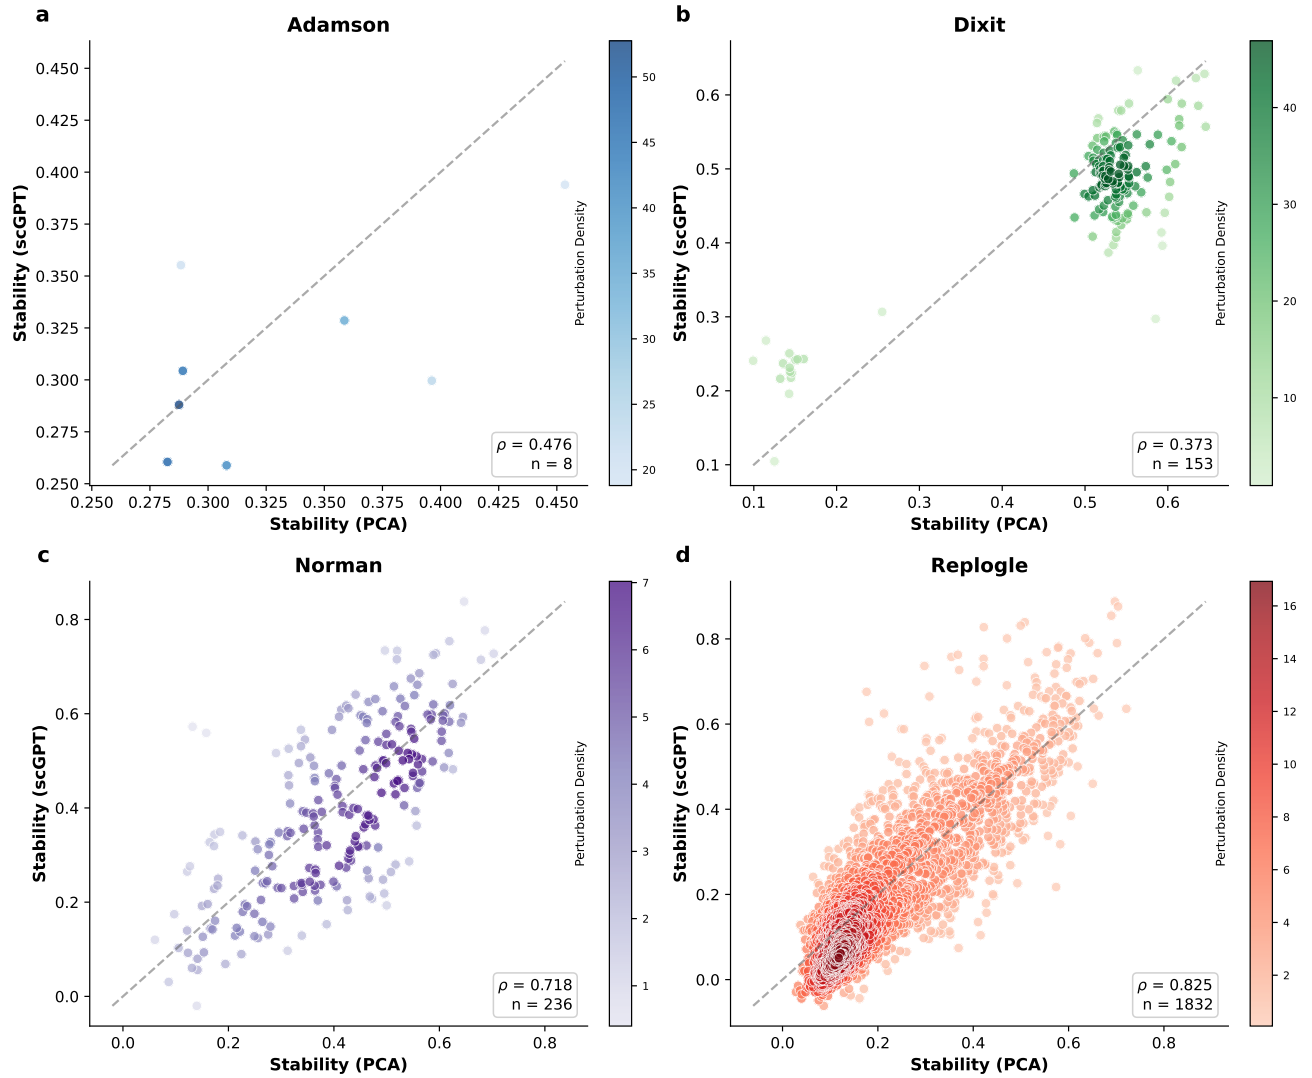 a
Adamson
0.450
0.425
0.400
0.375
0.350
0.325
0.300
0.275
0.250
Stability (scGPT)
0.250 0.275 0.300 0.325 0.350 0.375 0.400 0.425 0.450
Stability (PCA)
ρ = 0.476
n = 8
50
45
40
35
30
25
20
Perturbation Density
b
Dixit
0.6
0.5
0.4
0.3
0.2
0.1
Stability (scGPT)
0.1 0.2 0.3 0.4 0.5 0.6
Stability (PCA)
ρ = 0.373
n = 153
40
30
20
10
Perturbation Density
c
Norman
0.8
0.6
0.4
0.2
0.0
Stability (scGPT)
0.0 0.2 0.4 0.6 0.8
Stability (PCA)
ρ = 0.718
n = 236
7
6
5
4
3
2
1
Perturbation Density
d
Replogle
0.8
0.6
0.4
0.2
0.0
Stability (scGPT)
0.0 0.2 0.4 0.6 0.8
Stability (PCA)
ρ = 0.825
n = 1832
16
14
12
10
8
6
4
2
Perturbation Density